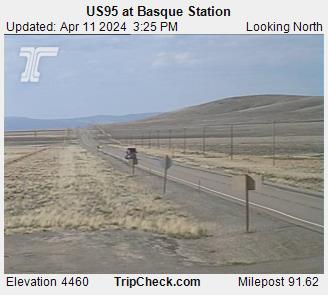 US95 at Basque Station
Updated: Apr 11 2024 3:25 PM Looking North
Elevation 4460 TripCheck.com Milepost 91.62